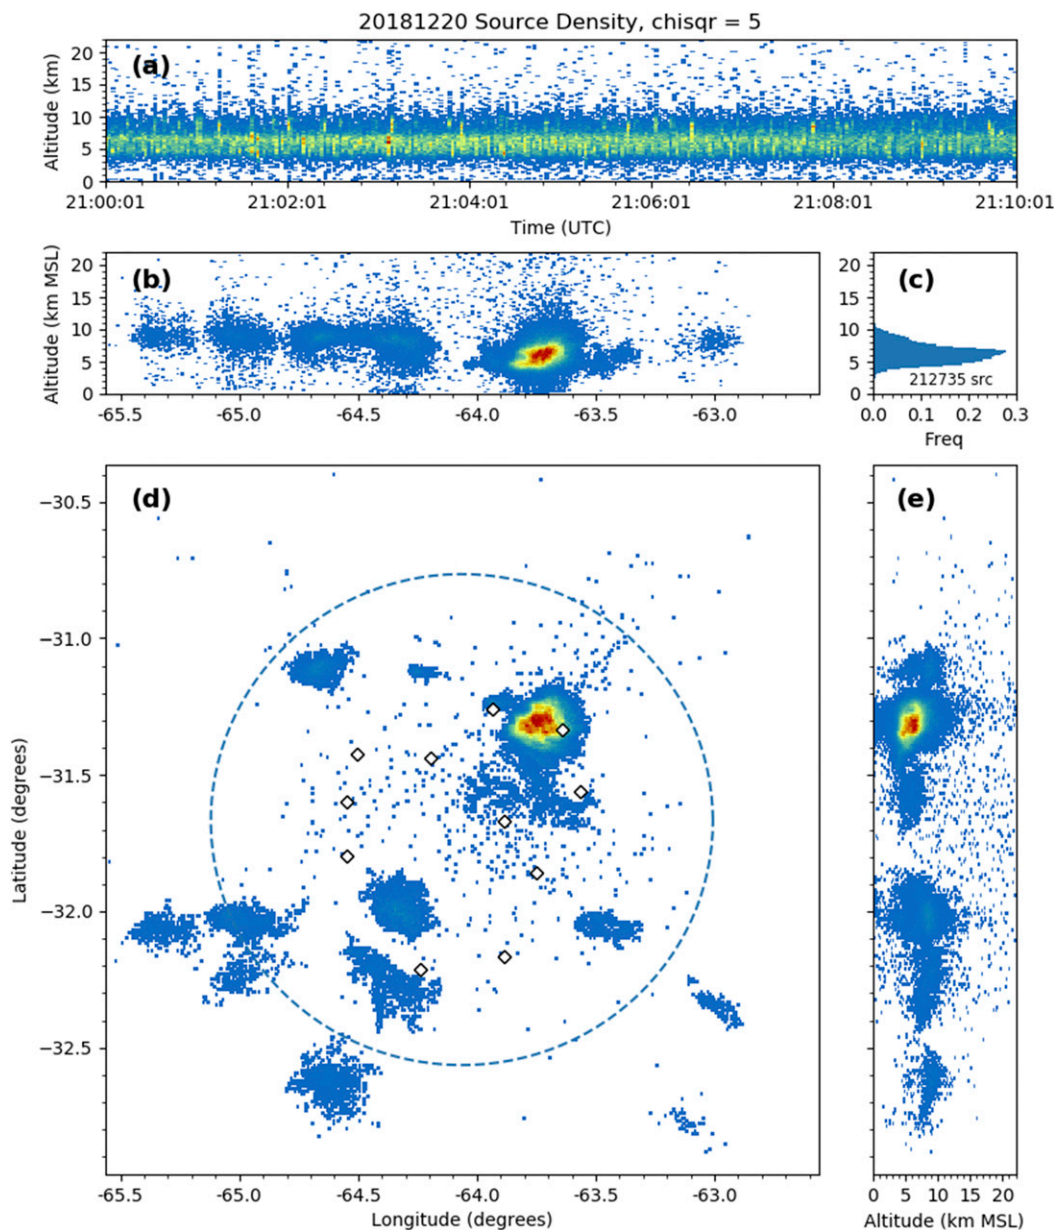 20181220 Source Density, chisqr = 5
(a)
Altitude (km)
20
15
10
5
0
21:00:01 21:02:01 21:04:01 21:06:01 21:08:01 21:10:01
Time (UTC)
(b)
Altitude (km MSL)
20
15
10
5
0
-65.5 -65.0 -64.4 -64.0 -63.5 -63.0
(c)
20
15
10
5
0
212735 src
0.0 0.1 0.2 0.3
Freq
(d)
Latitude (degrees)
−30.5
−31.0
−31.5
−32.0
−32.5
-65.5 -65.0 -64.4 -64.0 -63.5 -63.0
Longitude (degrees)
(e)
0 5 10 15 20
Altitude (km MSL)